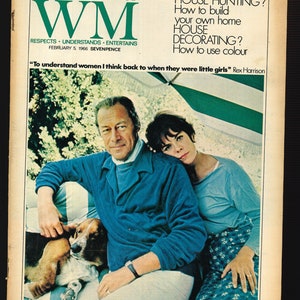 WM
RESPECTS · UNDERSTANDS · ENTERTAINS
FEBRUARY 5, 1966 SEVENPENCE
HOUSE HUNTING?
How to build
your own home
HOUSE
DECORATING?
How to use colour
"To understand women I think back to when they were little girls" Rex Harrison